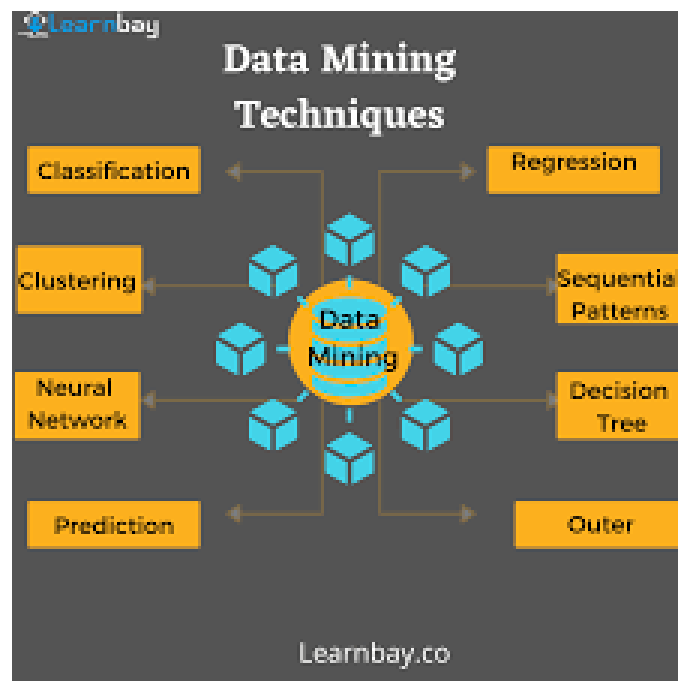 Learnbay
Data Mining
Techniques
Classification
Regression
Clustering
Sequential
Patterns
Data
Mining
Neural
Network
Decision
Tree
Prediction
Outer
Learnbay.co